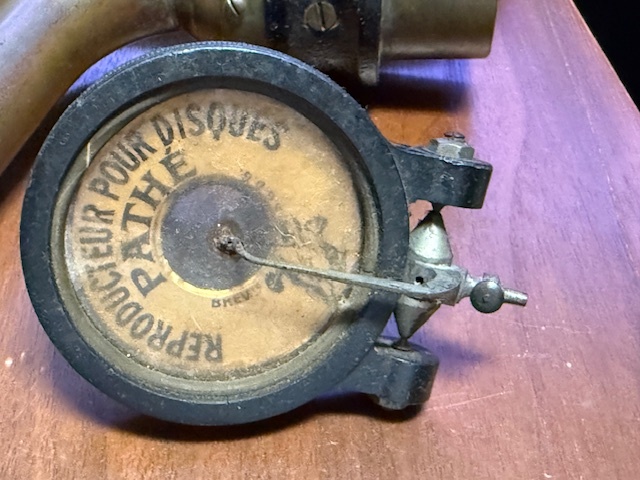 REPRODUCTEUR POUR DISQUES
PATHÉ